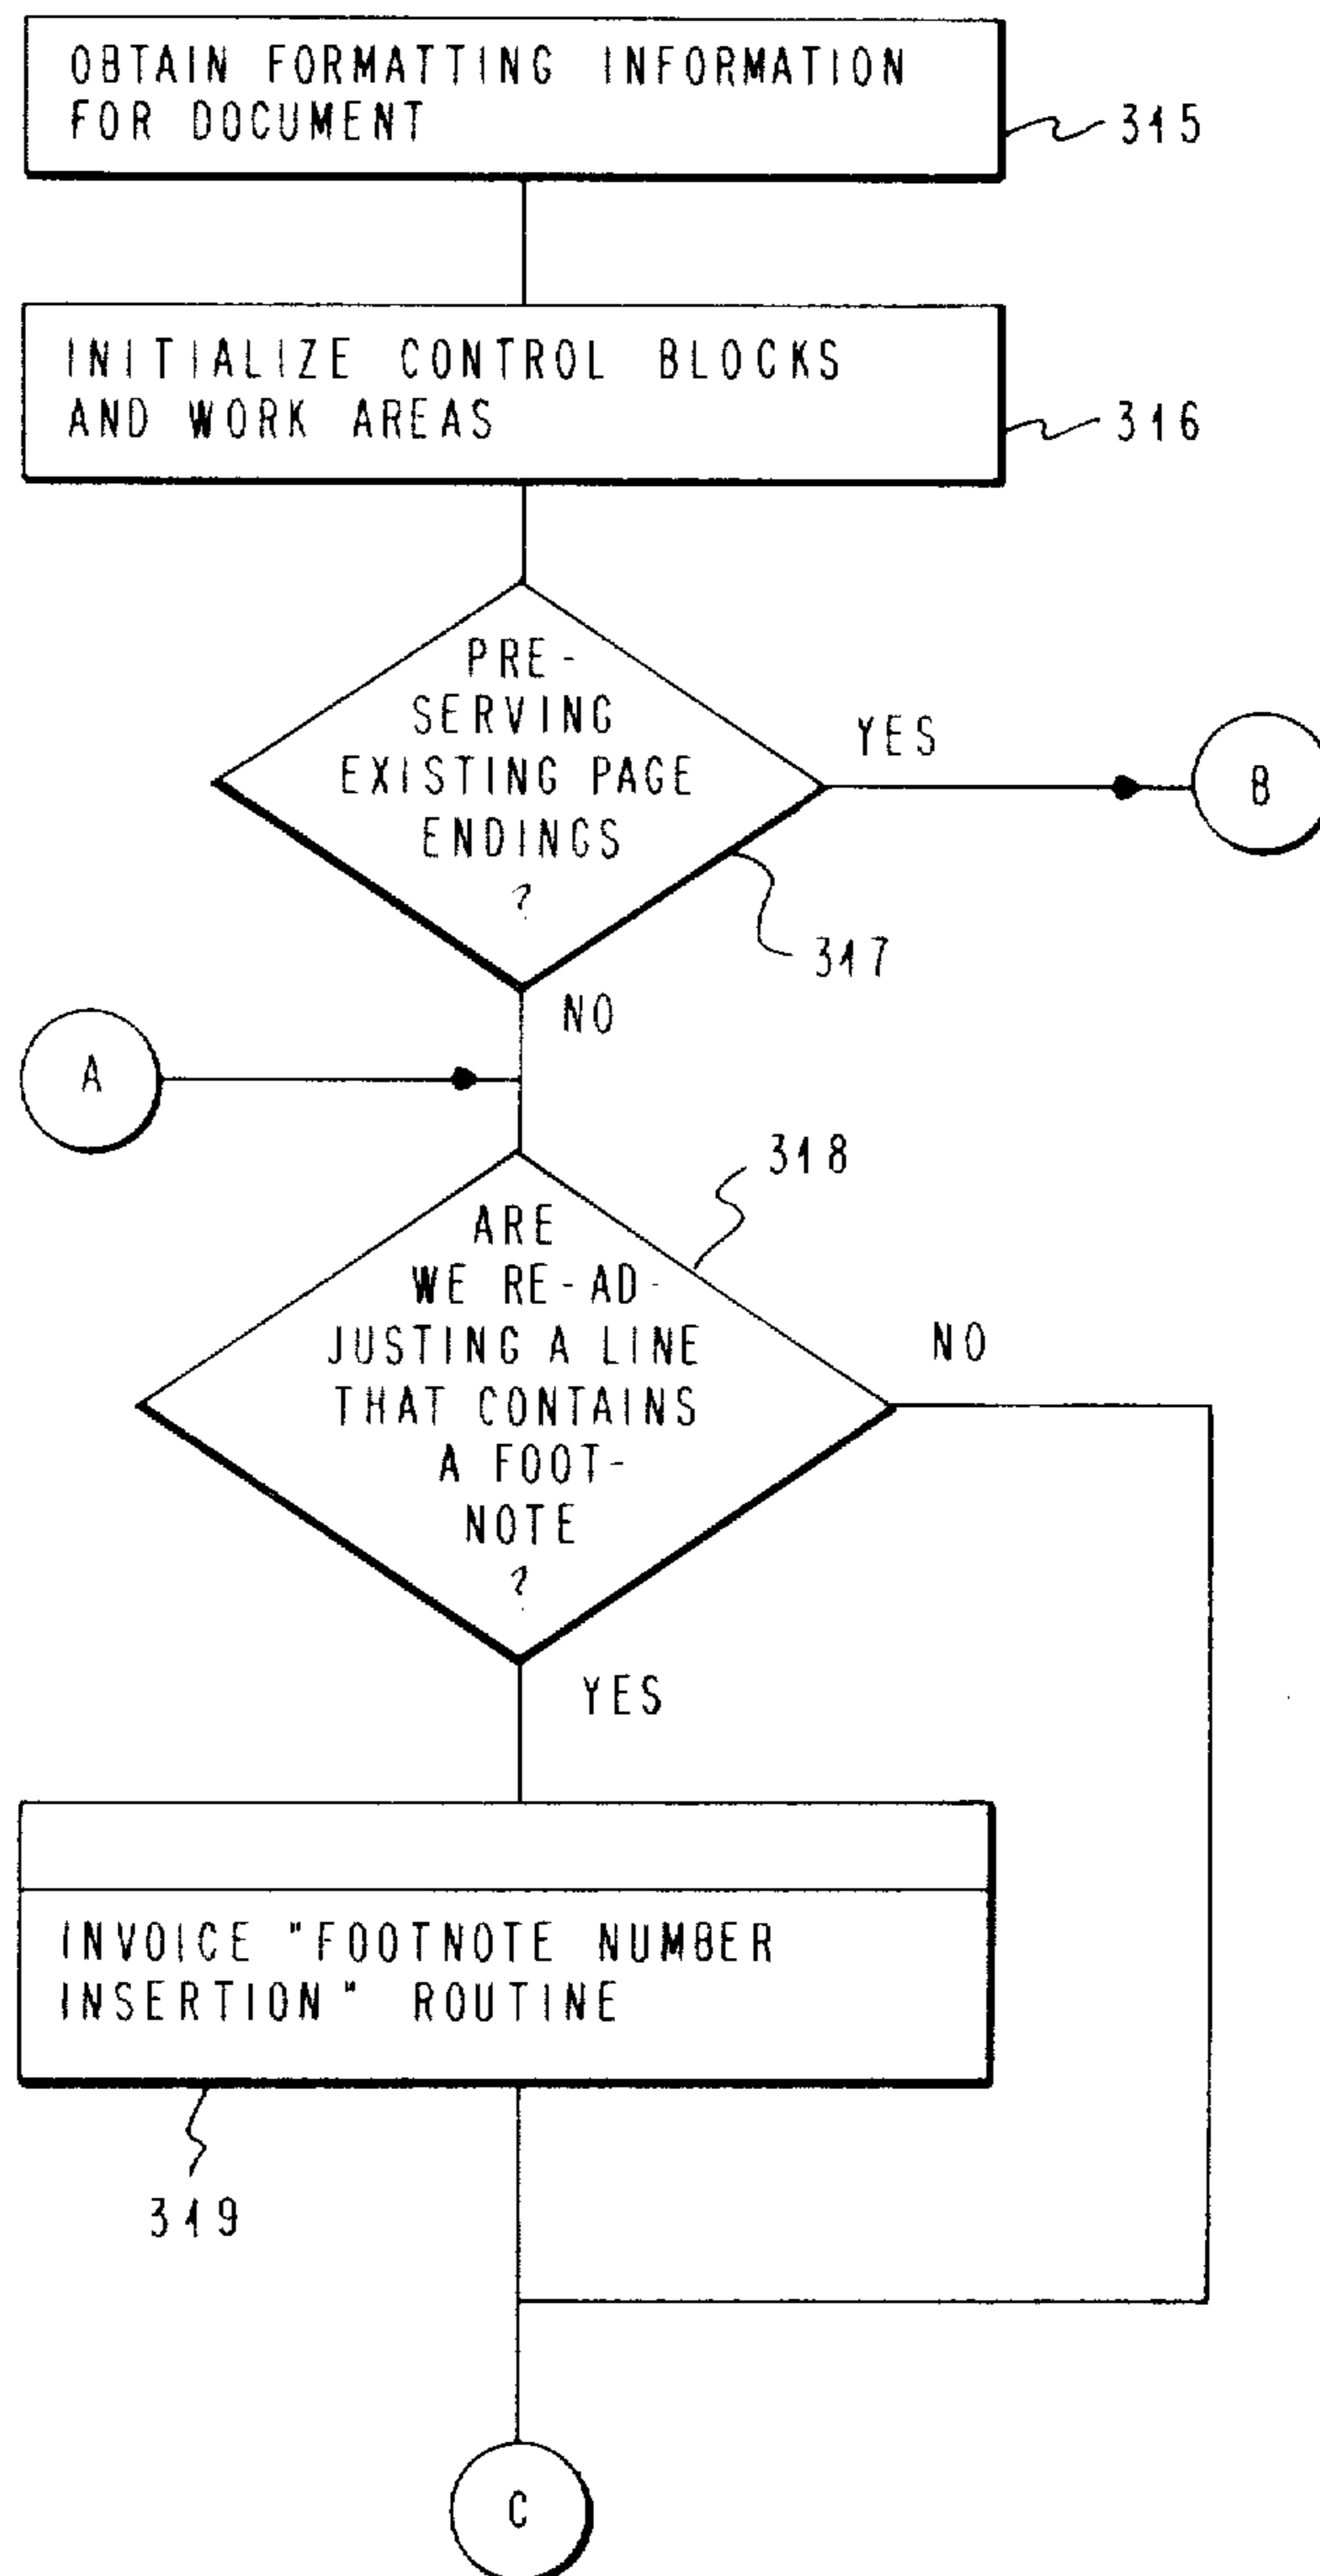 OBTAIN FORMATTING INFORMATION
FOR DOCUMENT
315
INITIALIZE CONTROL BLOCKS
AND WORK AREAS
316
PRE-
SERVING
EXISTING PAGE
ENDINGS
?
YES
B
317
NO
A
318
ARE
WE RE-AD-
JUSTING A LINE
THAT CONTAINS
A FOOT-
NOTE
?
NO
YES
INVOICE "FOOTNOTE NUMBER
INSERTION" ROUTINE
319
C